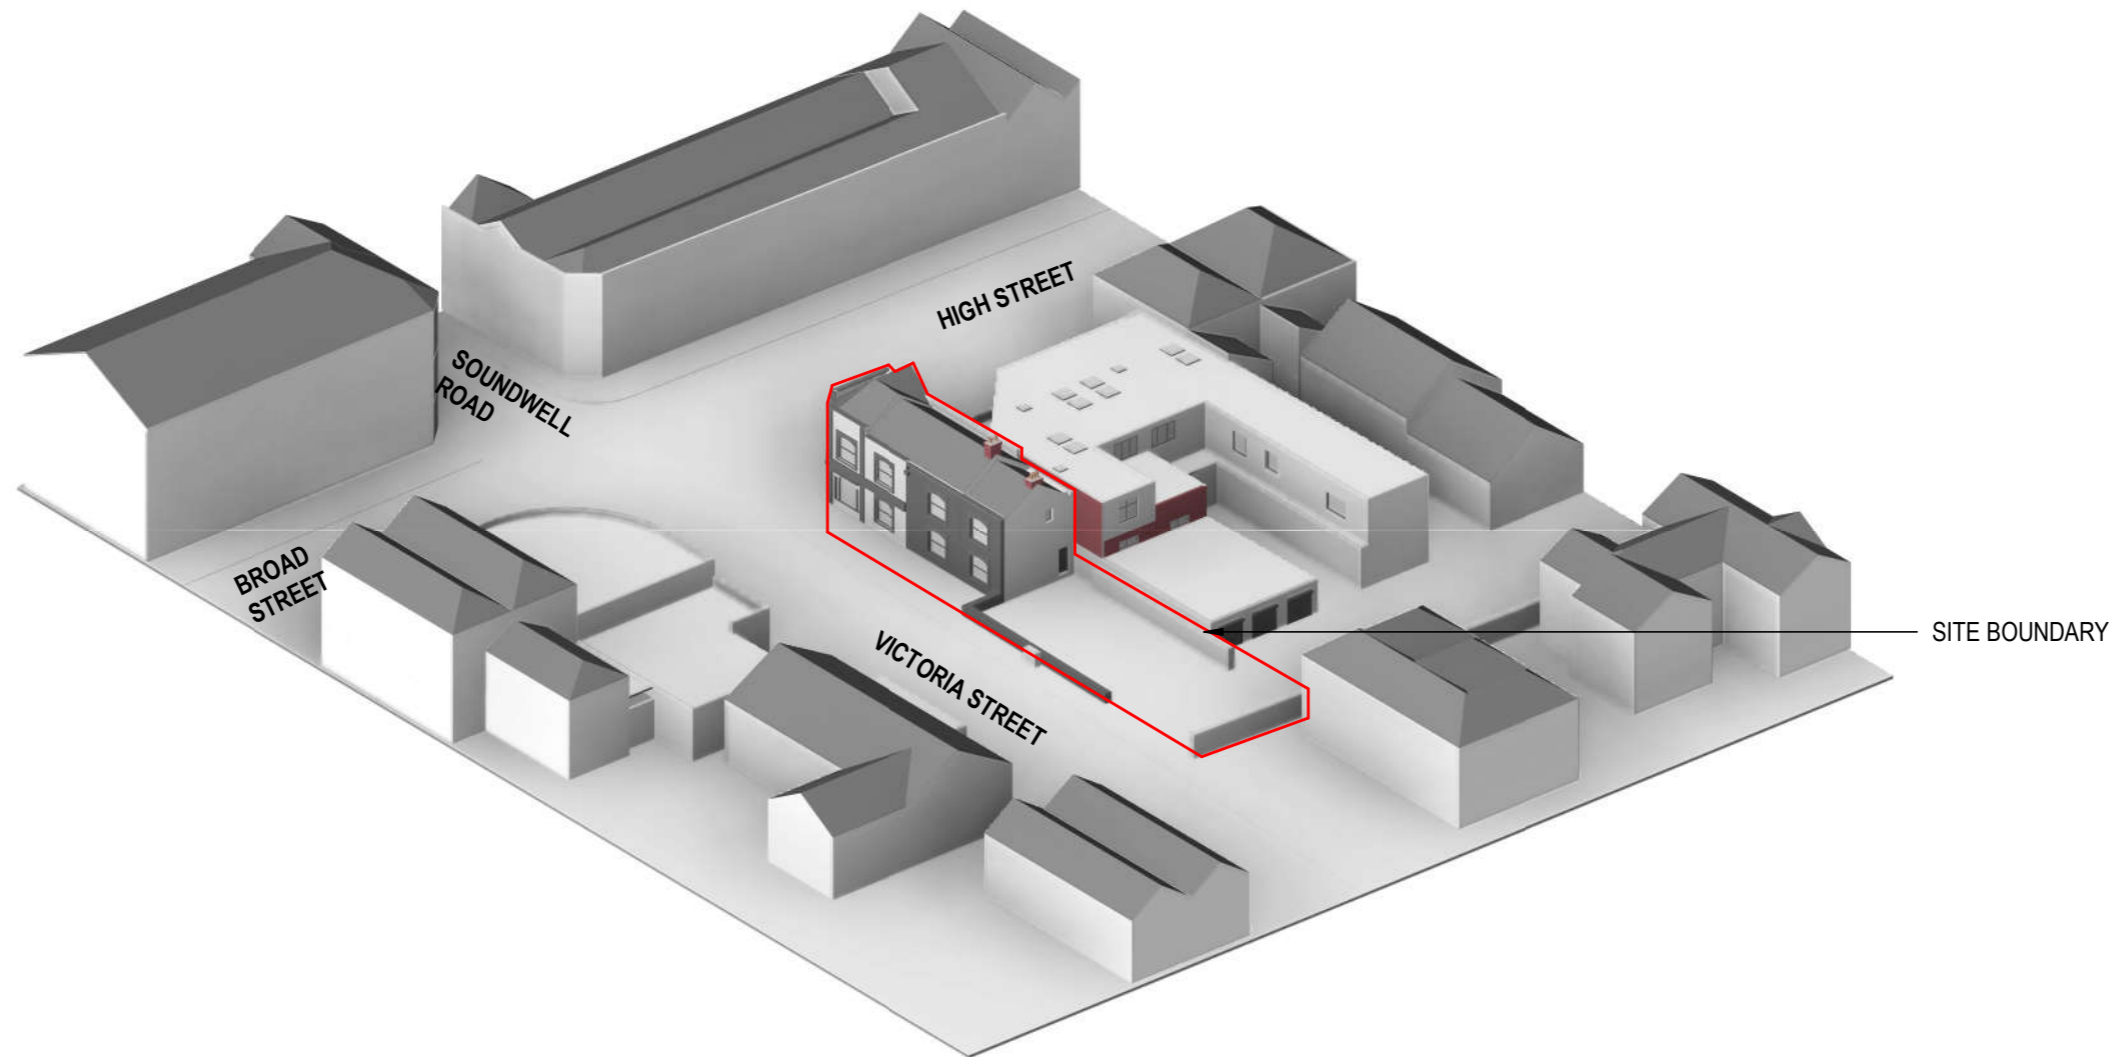 HIGH STREET
SOUNDWELL
ROAD
BROAD
STREET
VICTORIA STREET
SITE BOUNDARY